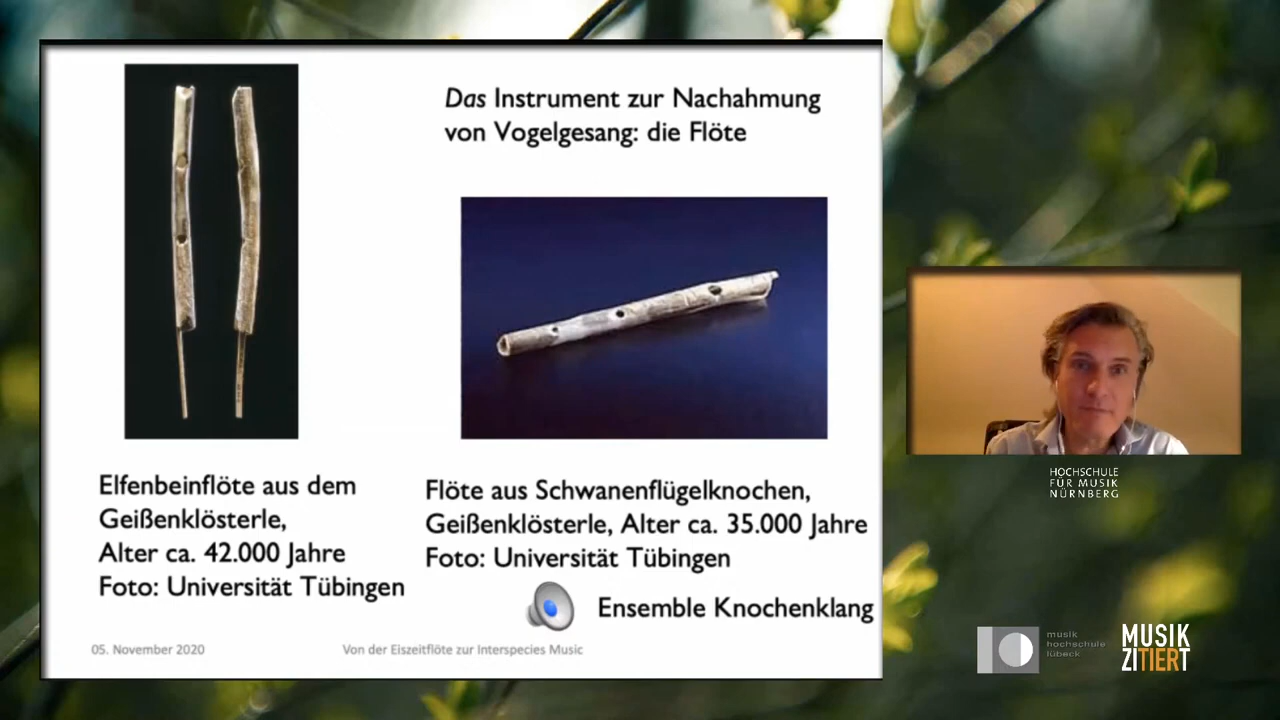 Das Instrument zur Nachahmung
von Vogelgesang: die Flöte
Elfenbeinflöte aus dem
Geißenklösterle,
Alter ca. 42.000 Jahre
Foto: Universität Tübingen
Flöte aus Schwanenflügelknochen,
Geißenklösterle, Alter ca. 35.000 Jahre
Foto: Universität Tübingen
Ensemble Knochenklang
05. November 2020
Von der Eiszeitflöte zur Interspecies Music
HOCHSCHULE
FÜR MUSIK
NÜRNBERG
musik
hochschule
lübeck
MUSIK
ZITIERT